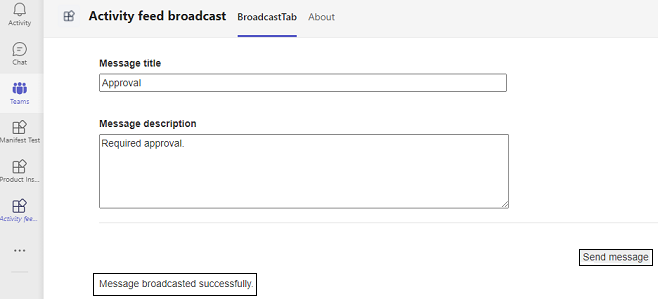 Activity
Chat
Teams
Manifest Test
Product Ins...
Activity fee...
Activity feed broadcast BroadcastTab About
Message title
Approval
Message description
Required approval.
Send message
Message broadcasted successfully.